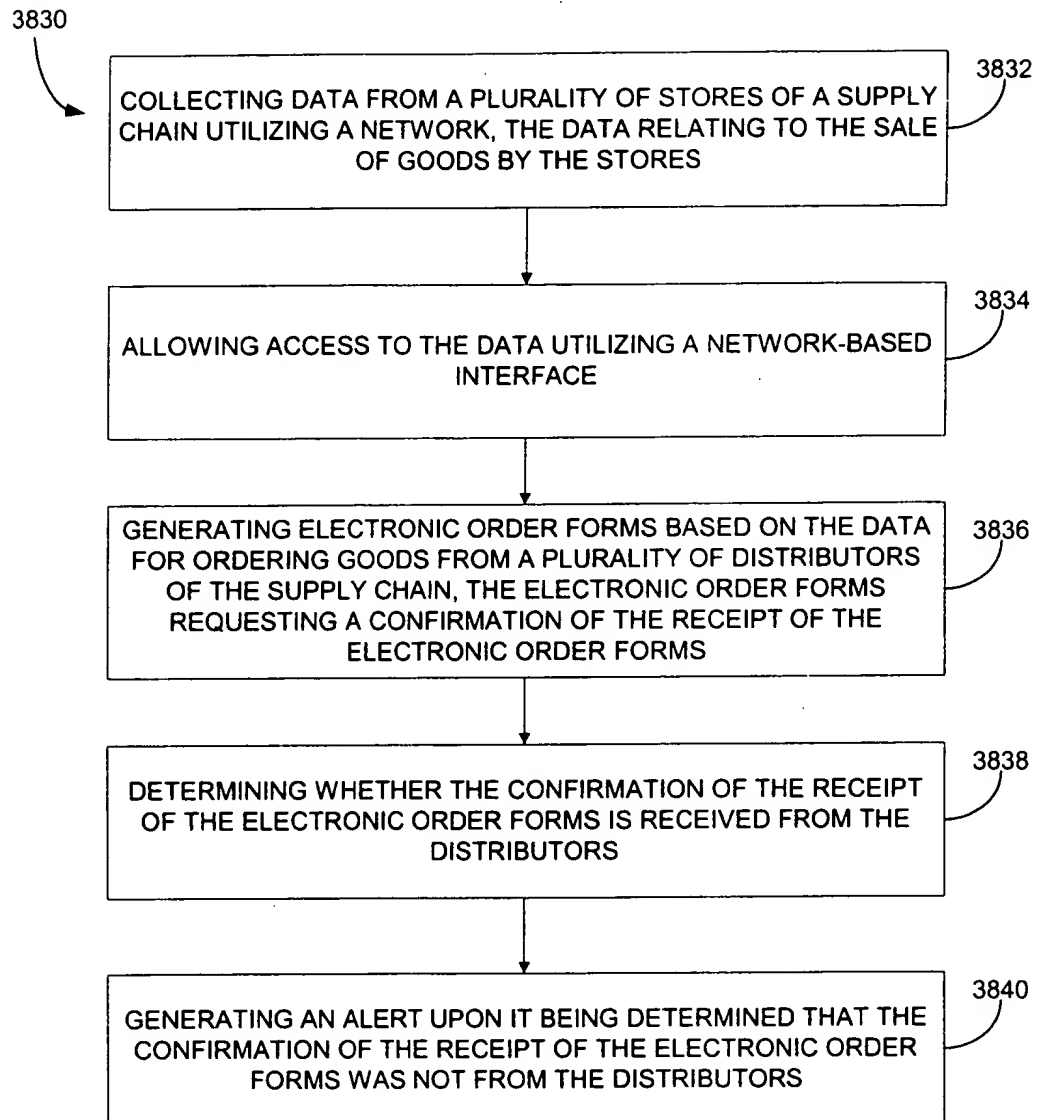 3830
3832
COLLECTING DATA FROM A PLURALITY OF STORES OF A SUPPLY
CHAIN UTILIZING A NETWORK, THE DATA RELATING TO THE SALE
OF GOODS BY THE STORES
3834
ALLOWING ACCESS TO THE DATA UTILIZING A NETWORK-BASED
INTERFACE
3836
GENERATING ELECTRONIC ORDER FORMS BASED ON THE DATA
FOR ORDERING GOODS FROM A PLURALITY OF DISTRIBUTORS
OF THE SUPPLY CHAIN, THE ELECTRONIC ORDER FORMS
REQUESTING A CONFIRMATION OF THE RECEIPT OF THE
ELECTRONIC ORDER FORMS
3838
DETERMINING WHETHER THE CONFIRMATION OF THE RECEIPT
OF THE ELECTRONIC ORDER FORMS IS RECEIVED FROM THE
DISTRIBUTORS
3840
GENERATING AN ALERT UPON IT BEING DETERMINED THAT THE
CONFIRMATION OF THE RECEIPT OF THE ELECTRONIC ORDER
FORMS WAS NOT FROM THE DISTRIBUTORS